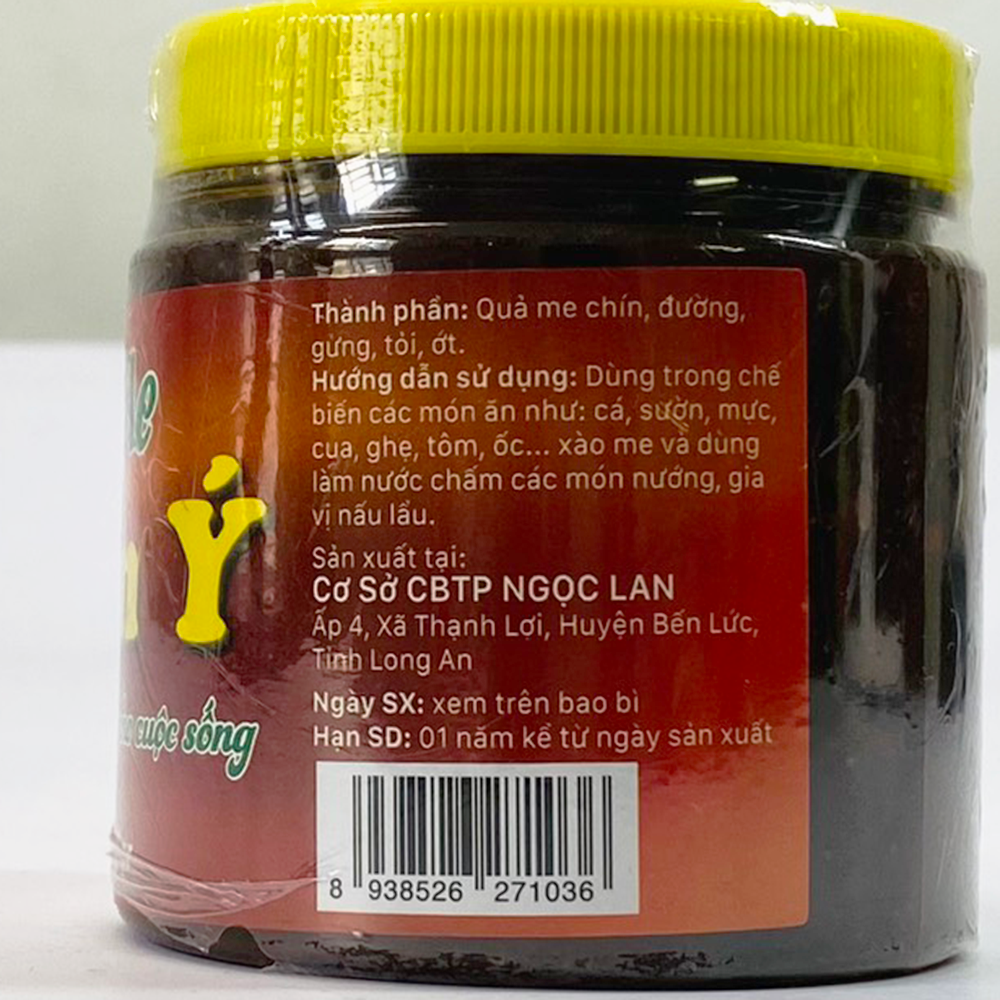 Ý
cuộc sống
Thành phần: Quả me chín, đường,
gừng, tỏi, ớt.
Hướng dẫn sử dụng: Dùng trong chế
biến các món ăn như: cá, sườn, mực,
cua, ghẹ, tôm, ốc... xào me và dùng
làm nước chấm các món nướng, gia
vị nấu lẩu.
Sản xuất tại:
Cơ Sở CBTP NGỌC LAN
Ấp 4, Xã Thạnh Lợi, Huyện Bến Lức,
Tỉnh Long An
Ngày SX: xem trên bao bì
Hạn SD: 01 năm kể từ ngày sản xuất
8 938526 271036